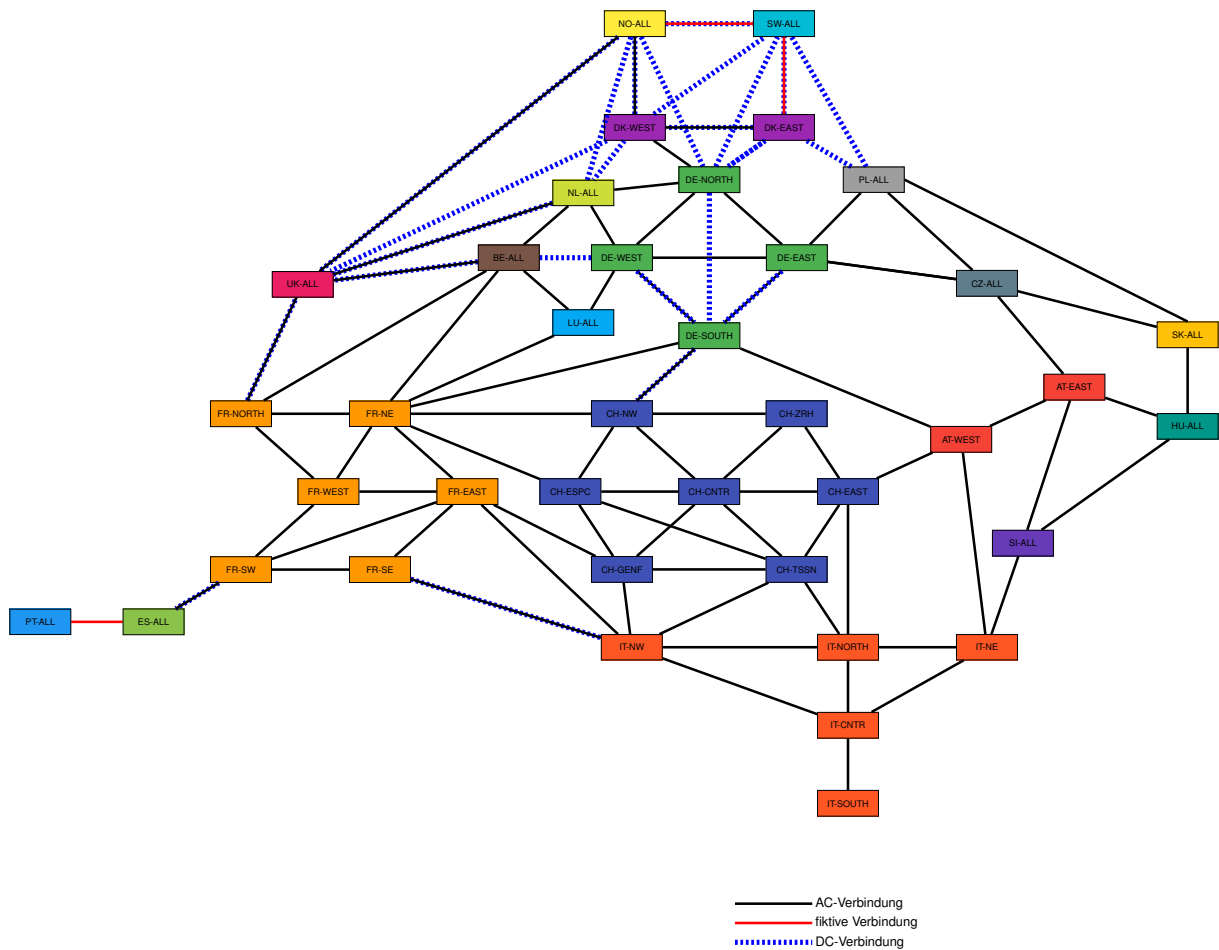 NO-ALL
SW-ALL
DK-WEST
DK-EAST
DE-NORTH
PL-ALL
NL-ALL
BE-ALL
DE-WEST
DE-EAST
UK-ALL
CZ-ALL
LU-ALL
DE-SOUTH
SK-ALL
AT-EAST
FR-NORTH
FR-NE
CH-NW
CH-ZRH
HU-ALL
AT-WEST
FR-WEST
FR-EAST
CH-ESPC
CH-CNTR
CH-EAST
SI-ALL
FR-SW
FR-SE
CH-GENF
CH-TSSN
PT-ALL
ES-ALL
IT-NW
IT-NORTH
IT-NE
IT-CNTR
IT-SOUTH
AC-Verbindung
fiktive Verbindung
DC-Verbindung